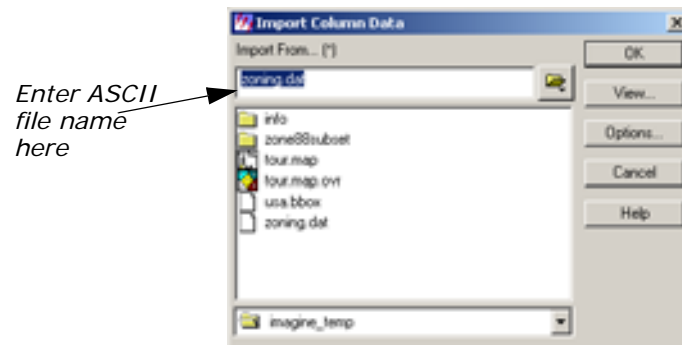 Import Column Data
Import From... (*)
OK
zoning.dat
Enter ASCII
file name
here
View...
info
zone88subset
Options...
tour.map
tour.map.ovr
Cancel
usa.bbox
zoning.dat
Help
imagine_temp